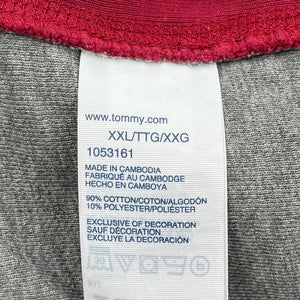 www.tommy.com
XXL/TTG/XXG
1053161
MADE IN CAMBODIA
FABRIQUÉ AU CAMBODGE
HECHO EN CAMBOYA
90% COTTON/COTON/ALGODÓN
10% POLYESTER/POLIÉSTER
EXCLUSIVE OF DECORATION
SAUF DÉCORATION
EXCLUYE LA DECORACIÓN